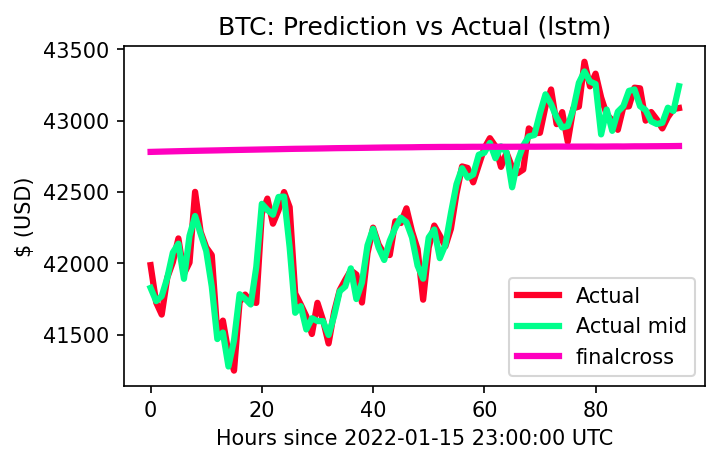 BTC: Prediction vs Actual (lstm)
43500
43000
42500
42000
41500
$ (USD)
Actual
Actual mid
finalcross
0 20 40 60 80
Hours since 2022-01-15 23:00:00 UTC